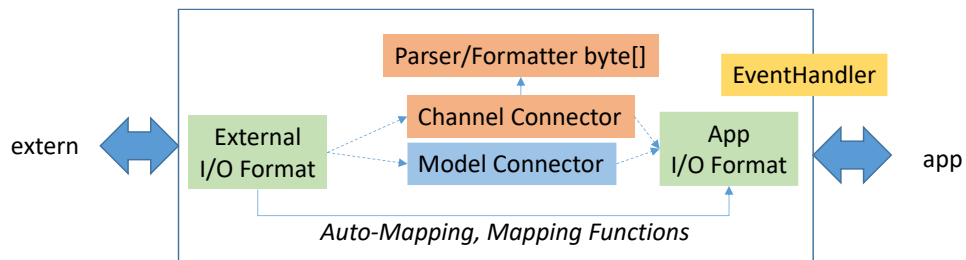 Parser/Formatter byte[]
EventHandler
extern
External
I/O Format
Channel Connector
Model Connector
App
I/O Format
app
Auto-Mapping, Mapping Functions